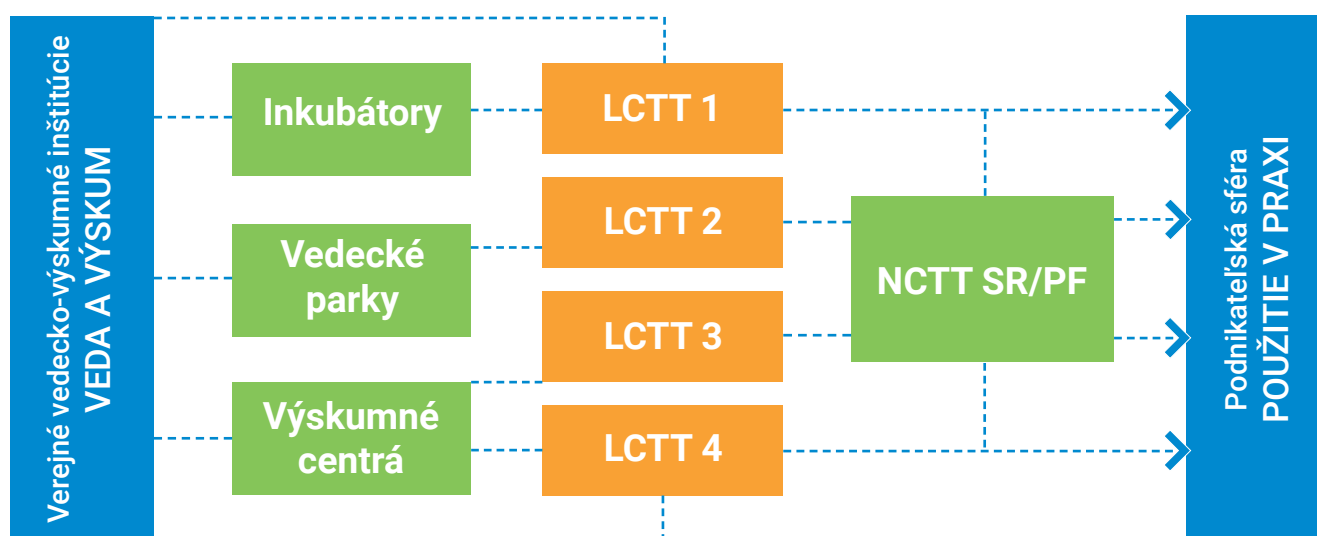 Verejné vedecko-výskumné inštitúcie
VEDA A VÝSKUM
Inkubátory
Vedecké
parky
Výskumné
centrá
LCTT 1
LCTT 2
LCTT 3
LCTT 4
NCTT SR/PF
Podnikateľská sféra
POUŽITIE V PRAXI